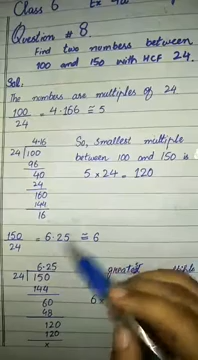 Class 6 Ex
Question # 8
Find two numbers between
100 and 150 with HCF 24.
Sol.
The numbers are multiples of 24
100/24 = 4.166 ≅ 5
4.16
24 ) 100
96
40
24
160
144
16
So, Smallest multiple
between 100 and 150 is
5 x 24 = 120
150/24 = 6.25 ≅ 6
6.25
24 ) 150
144
60
48
120
120
x
greatest
6